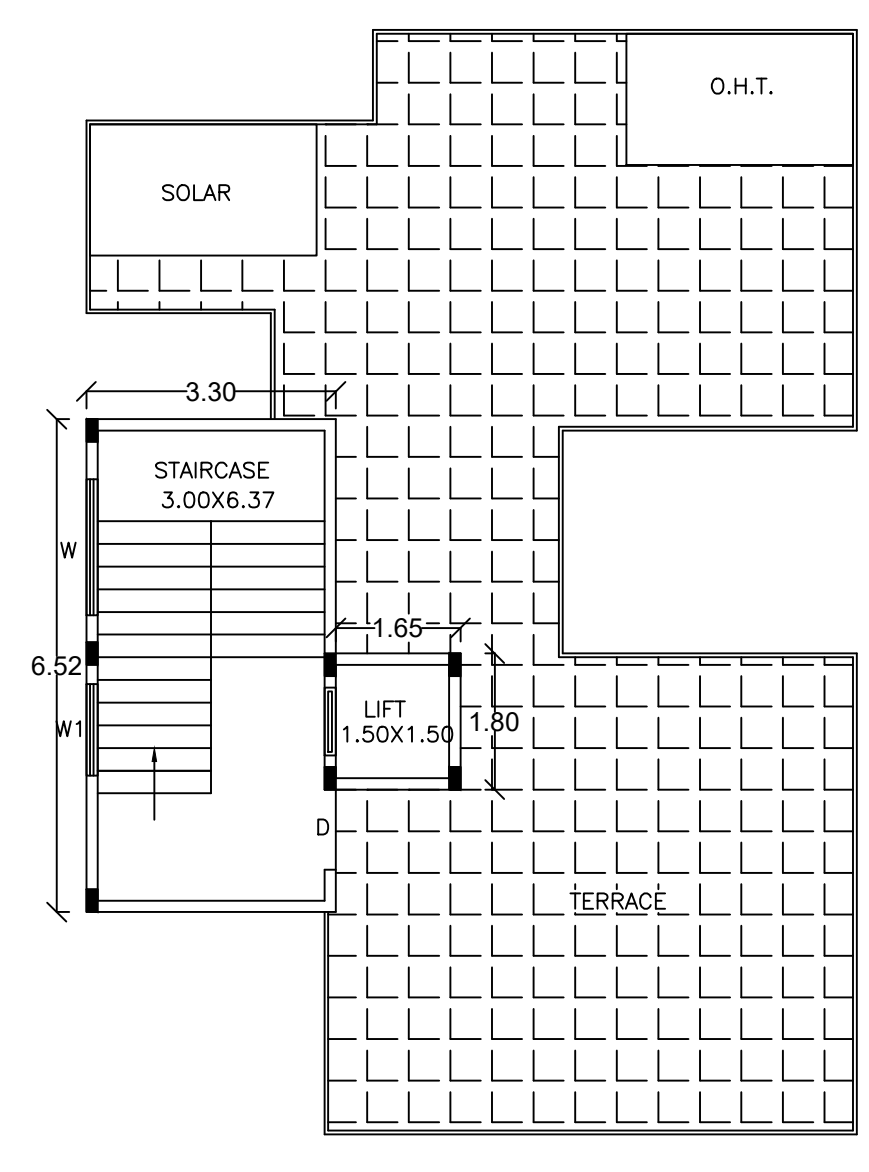 O.H.T.
SOLAR
3.30
STAIRCASE
3.00X6.37
W
1.65
6.52
LIFT
1.50X1.50
1.80
W1
D
TERRACE